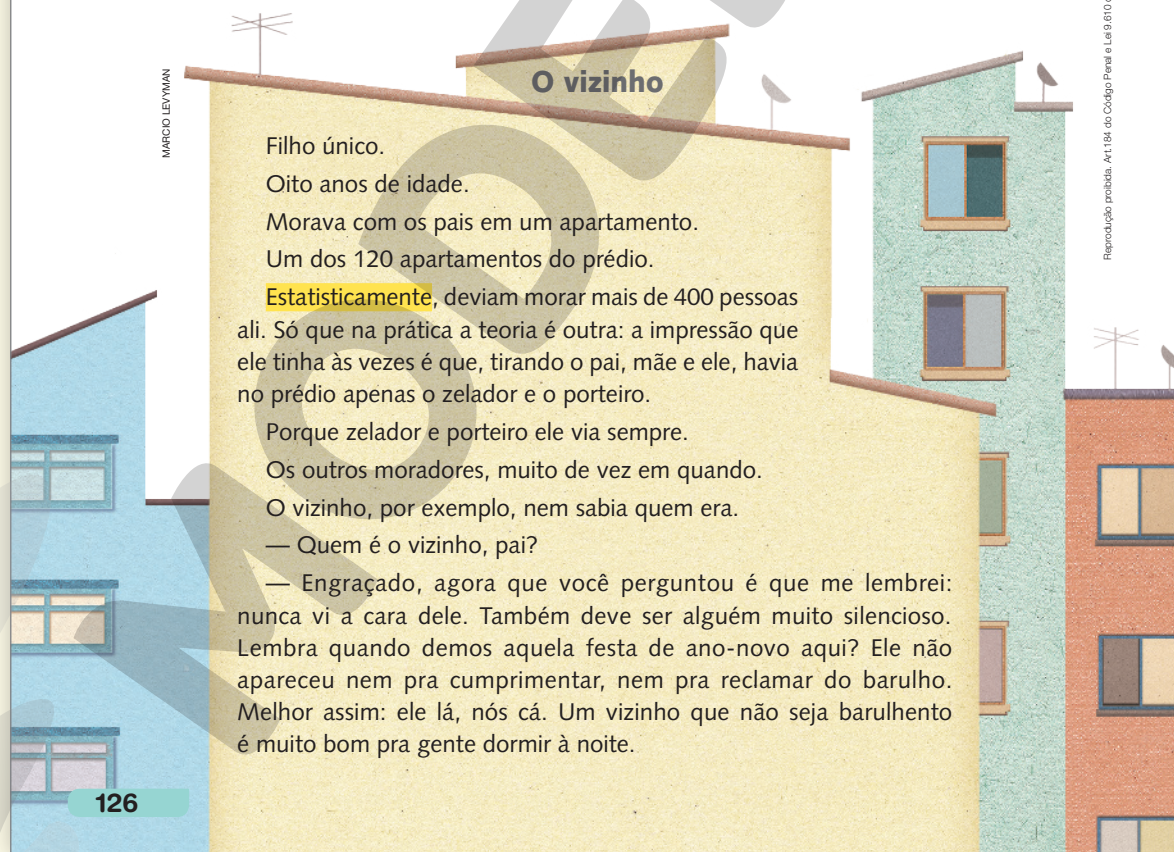 MARCIO LEVYMAN
Reprodução proibida. Art.184 do Código Penal e Lei 9.610
O vizinho
Filho único.
Oito anos de idade.
Morava com os pais em um apartamento.
Um dos 120 apartamentos do prédio.
Estatisticamente, deviam morar mais de 400 pessoas
ali. Só que na prática a teoria é outra: a impressão que
ele tinha às vezes é que, tirando o pai, mãe e ele, havia
no prédio apenas o zelador e o porteiro.
Porque zelador e porteiro ele via sempre.
Os outros moradores, muito de vez em quando.
O vizinho, por exemplo, nem sabia quem era.
— Quem é o vizinho, pai?
— Engraçado, agora que você perguntou é que me lembrei:
nunca vi a cara dele. Também deve ser alguém muito silencioso.
Lembra quando demos aquela festa de ano-novo aqui? Ele não
apareceu nem pra cumprimentar, nem pra reclamar do barulho.
Melhor assim: ele lá, nós cá. Um vizinho que não seja barulhento
é muito bom pra gente dormir à noite.
126